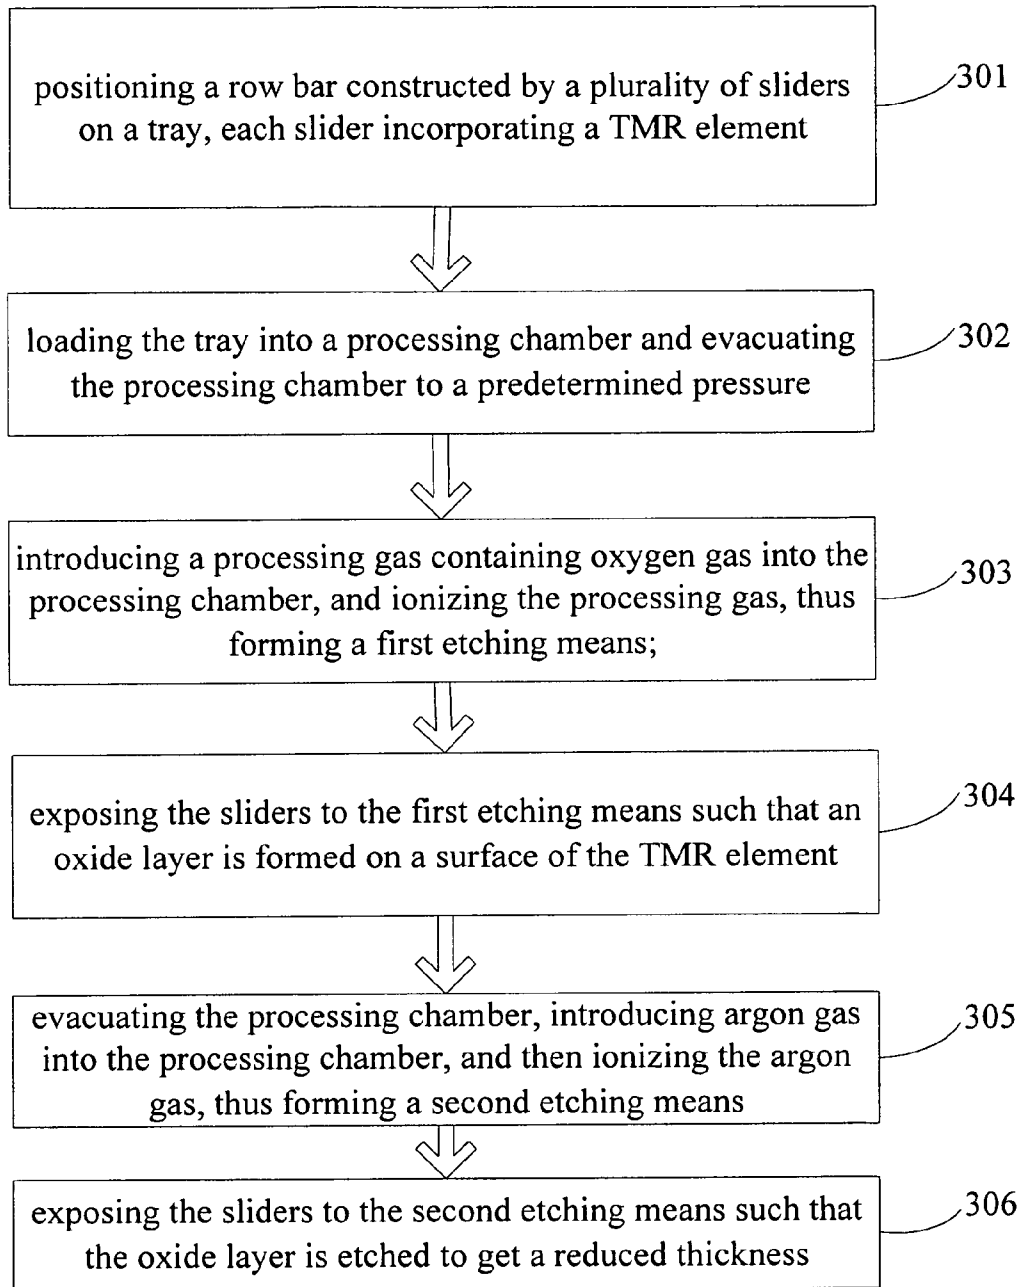 positioning a row bar constructed by a plurality of sliders
on a tray, each slider incorporating a TMR element
301
loading the tray into a processing chamber and evacuating
the processing chamber to a predetermined pressure
302
introducing a processing gas containing oxygen gas into the
processing chamber, and ionizing the processing gas, thus
forming a first etching means;
303
exposing the sliders to the first etching means such that an
oxide layer is formed on a surface of the TMR element
304
evacuating the processing chamber, introducing argon gas
into the processing chamber, and then ionizing the argon
gas, thus forming a second etching means
305
exposing the sliders to the second etching means such that
the oxide layer is etched to get a reduced thickness
306